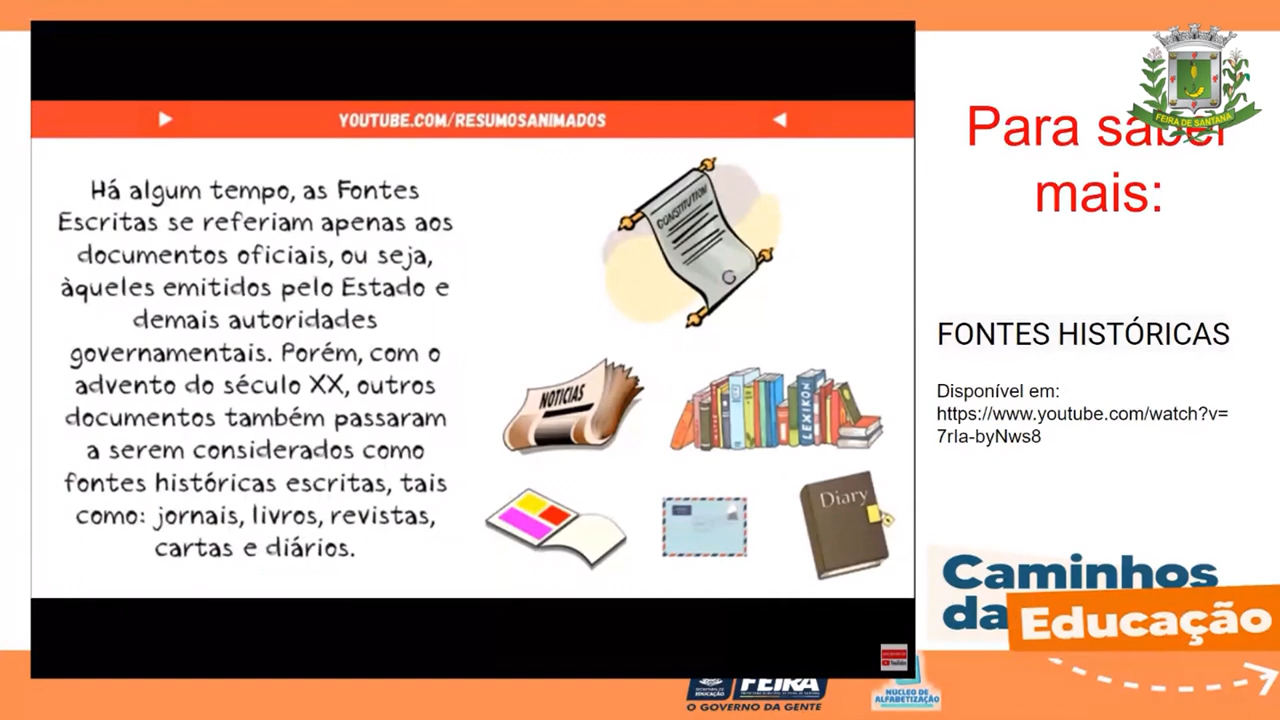 YOUTUBE.COM/RESUMOSANIMADOS
Há algum tempo, as Fontes
Escritas se referiam apenas aos
documentos oficiais, ou seja,
àqueles emitidos pelo Estado e
demais autoridades
governamentais. Porém, com o
advento do século XX, outros
documentos também passaram
a serem considerados como
fontes históricas escritas, tais
como: jornais, livros, revistas,
cartas e diários.
CONSTITUTION
NOTICIAS
LEXIKON
Diary
YouTube
FEIRA DE SANTANA
Para saber
mais:
FONTES HISTÓRICAS
Disponível em:
https://www.youtube.com/watch?v=
7rIa-byNws8
Caminhos
da Educação
SECRETARIA DE
EDUCAÇÃO
FEIRA
O GOVERNO DA GENTE
NÚCLEO DE
ALFABETIZAÇÃO